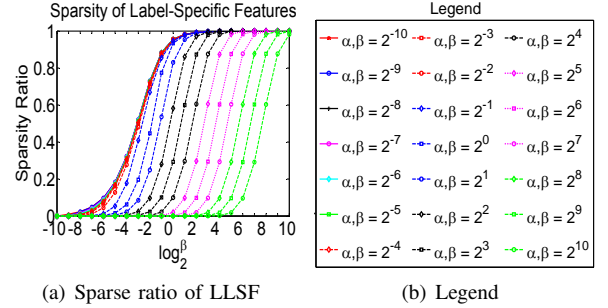 Sparsity of Label-Specific Features
1
0.8
0.6
0.4
0.2
0
Sparsity Ratio
-10 -8 -6 -4 -2 0 2 4 6 8 10
log₂^β
(a) Sparse ratio of LLSF
Legend
α,β = 2^-10 α,β = 2^-3 α,β = 2^4
α,β = 2^-9 α,β = 2^-2 α,β = 2^5
α,β = 2^-8 α,β = 2^-1 α,β = 2^6
α,β = 2^-7 α,β = 2^0 α,β = 2^7
α,β = 2^-6 α,β = 2^1 α,β = 2^8
α,β = 2^-5 α,β = 2^2 α,β = 2^9
α,β = 2^-4 α,β = 2^3 α,β = 2^10
(b) Legend